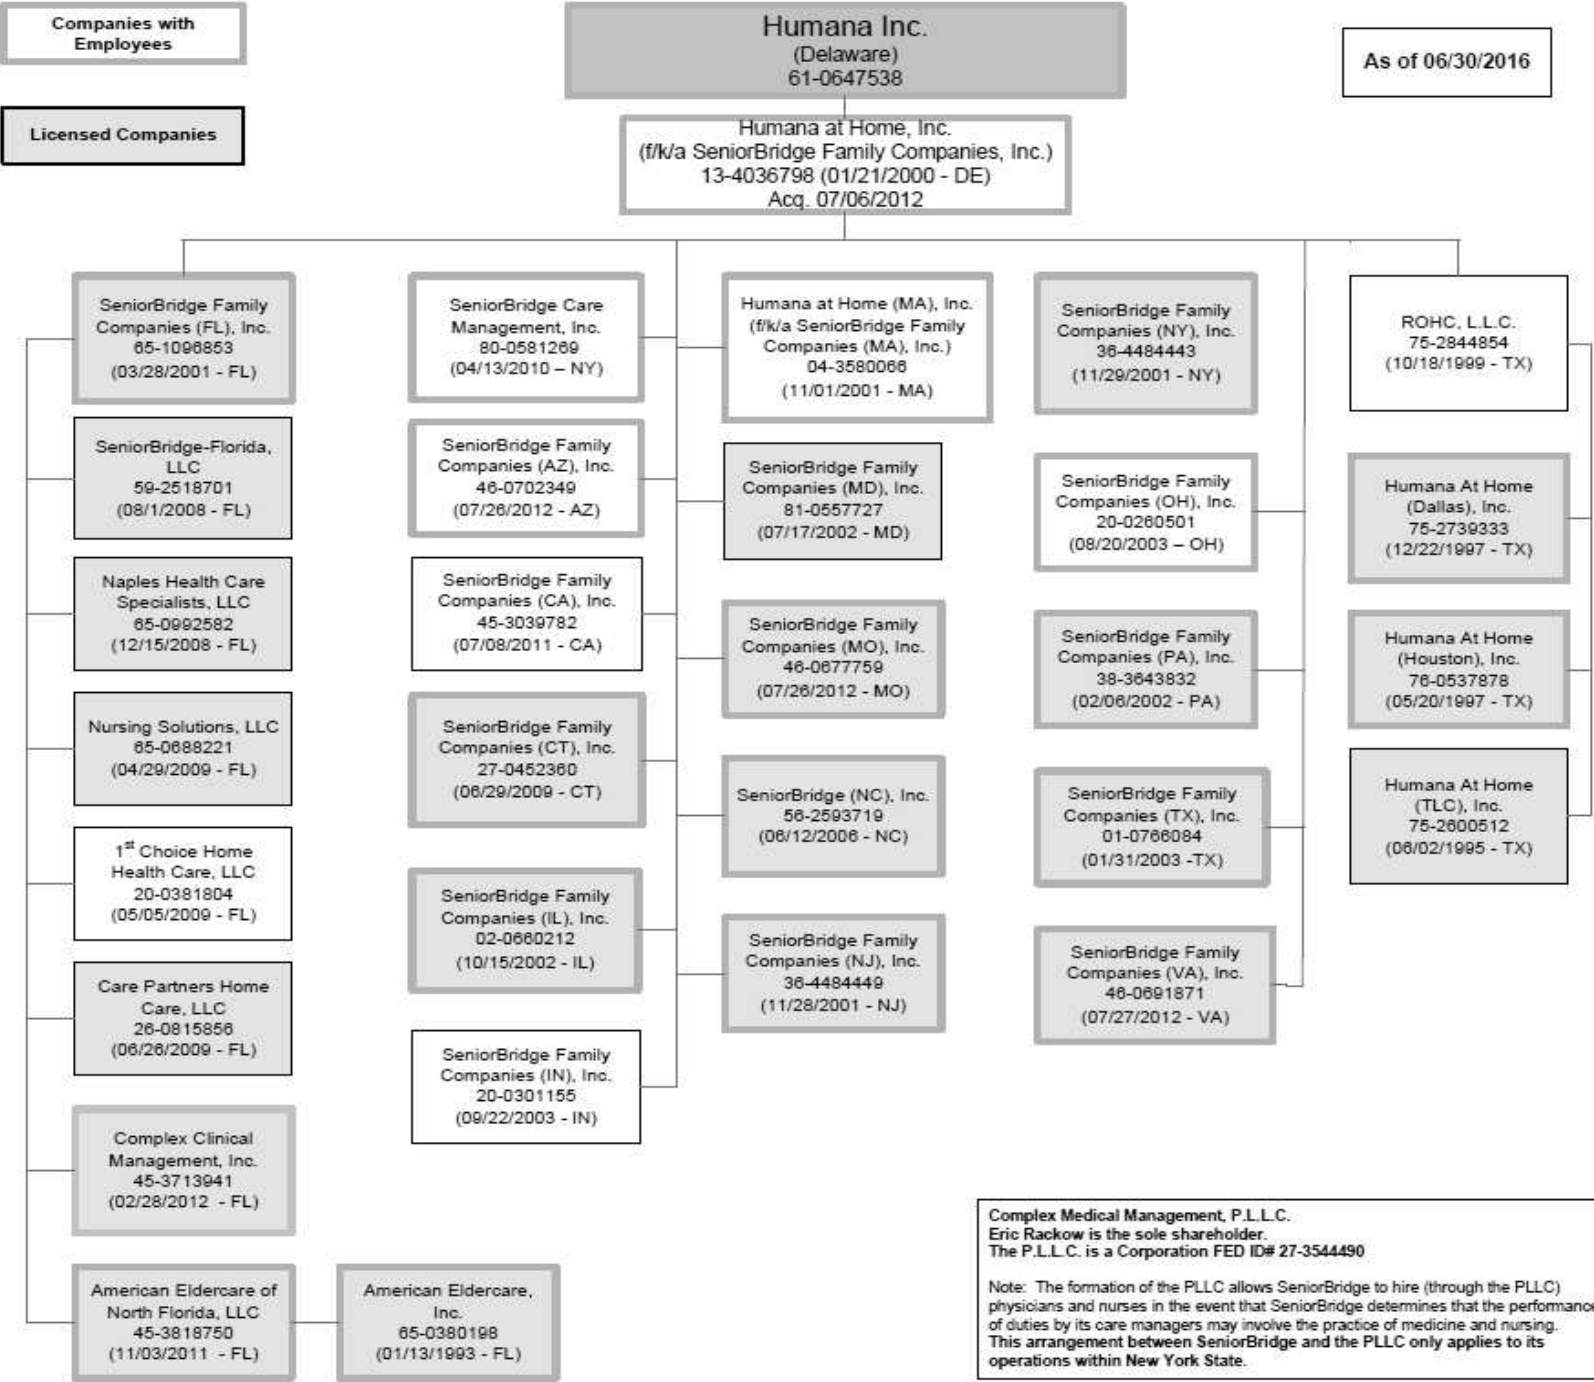 Companies with
Employees
Licensed Companies
Humana Inc.
(Delaware)
61-0647538
As of 06/30/2016
Humana at Home, Inc.
(f/k/a SeniorBridge Family Companies, Inc.)
13-4036798 (01/21/2000 - DE)
Acq. 07/06/2012
SeniorBridge Family
Companies (FL), Inc.
65-1096853
(03/28/2001 - FL)
SeniorBridge-Florida,
LLC
59-2518701
(08/1/2008 - FL)
Naples Health Care
Specialists, LLC
65-0992582
(12/15/2008 - FL)
Nursing Solutions, LLC
65-0688221
(04/29/2009 - FL)
1st Choice Home
Health Care, LLC
20-0381804
(05/05/2009 - FL)
Care Partners Home
Care, LLC
26-0815856
(06/26/2009 - FL)
Complex Clinical
Management, Inc.
45-3713941
(02/28/2012 - FL)
American Eldercare of
North Florida, LLC
45-3818750
(11/03/2011 - FL)
American Eldercare,
Inc.
65-0380198
(01/13/1993 - FL)
SeniorBridge Care
Management, Inc.
80-0581269
(04/13/2010 – NY)
SeniorBridge Family
Companies (AZ), Inc.
46-0702349
(07/26/2012 - AZ)
SeniorBridge Family
Companies (CA), Inc.
45-3039782
(07/08/2011 - CA)
SeniorBridge Family
Companies (CT), Inc.
27-0452360
(06/29/2009 - CT)
SeniorBridge Family
Companies (IL), Inc.
02-0660212
(10/15/2002 - IL)
SeniorBridge Family
Companies (IN), Inc.
20-0301155
(09/22/2003 - IN)
Humana at Home (MA), Inc.
(f/k/a SeniorBridge Family
Companies (MA), Inc.)
04-3580066
(11/01/2001 - MA)
SeniorBridge Family
Companies (MD), Inc.
81-0557727
(07/17/2002 - MD)
SeniorBridge Family
Companies (MO), Inc.
46-0677759
(07/26/2012 - MO)
SeniorBridge (NC), Inc.
56-2593719
(06/12/2006 - NC)
SeniorBridge Family
Companies (NJ), Inc.
36-4484449
(11/28/2001 - NJ)
SeniorBridge Family
Companies (NY), Inc.
36-4484443
(11/29/2001 - NY)
SeniorBridge Family
Companies (OH), Inc.
20-0260501
(08/20/2003 – OH)
SeniorBridge Family
Companies (PA), Inc.
38-3643832
(02/06/2002 - PA)
SeniorBridge Family
Companies (TX), Inc.
01-0766084
(01/31/2003 -TX)
SeniorBridge Family
Companies (VA), Inc.
46-0691871
(07/27/2012 - VA)
ROHC, L.L.C.
75-2844854
(10/18/1999 - TX)
Humana At Home
(Dallas), Inc.
75-2739333
(12/22/1997 - TX)
Humana At Home
(Houston), Inc.
76-0537878
(05/20/1997 - TX)
Humana At Home
(TLC), Inc.
75-2600512
(06/02/1995 - TX)
Complex Medical Management, P.L.L.C.
Eric Rackow is the sole shareholder.
The P.L.L.C. is a Corporation FED ID# 27-3544490
Note: The formation of the PLLC allows SeniorBridge to hire (through the PLLC)
physicians and nurses in the event that SeniorBridge determines that the performance
of duties by its care managers may involve the practice of medicine and nursing.
This arrangement between SeniorBridge and the PLLC only applies to its
operations within New York State.